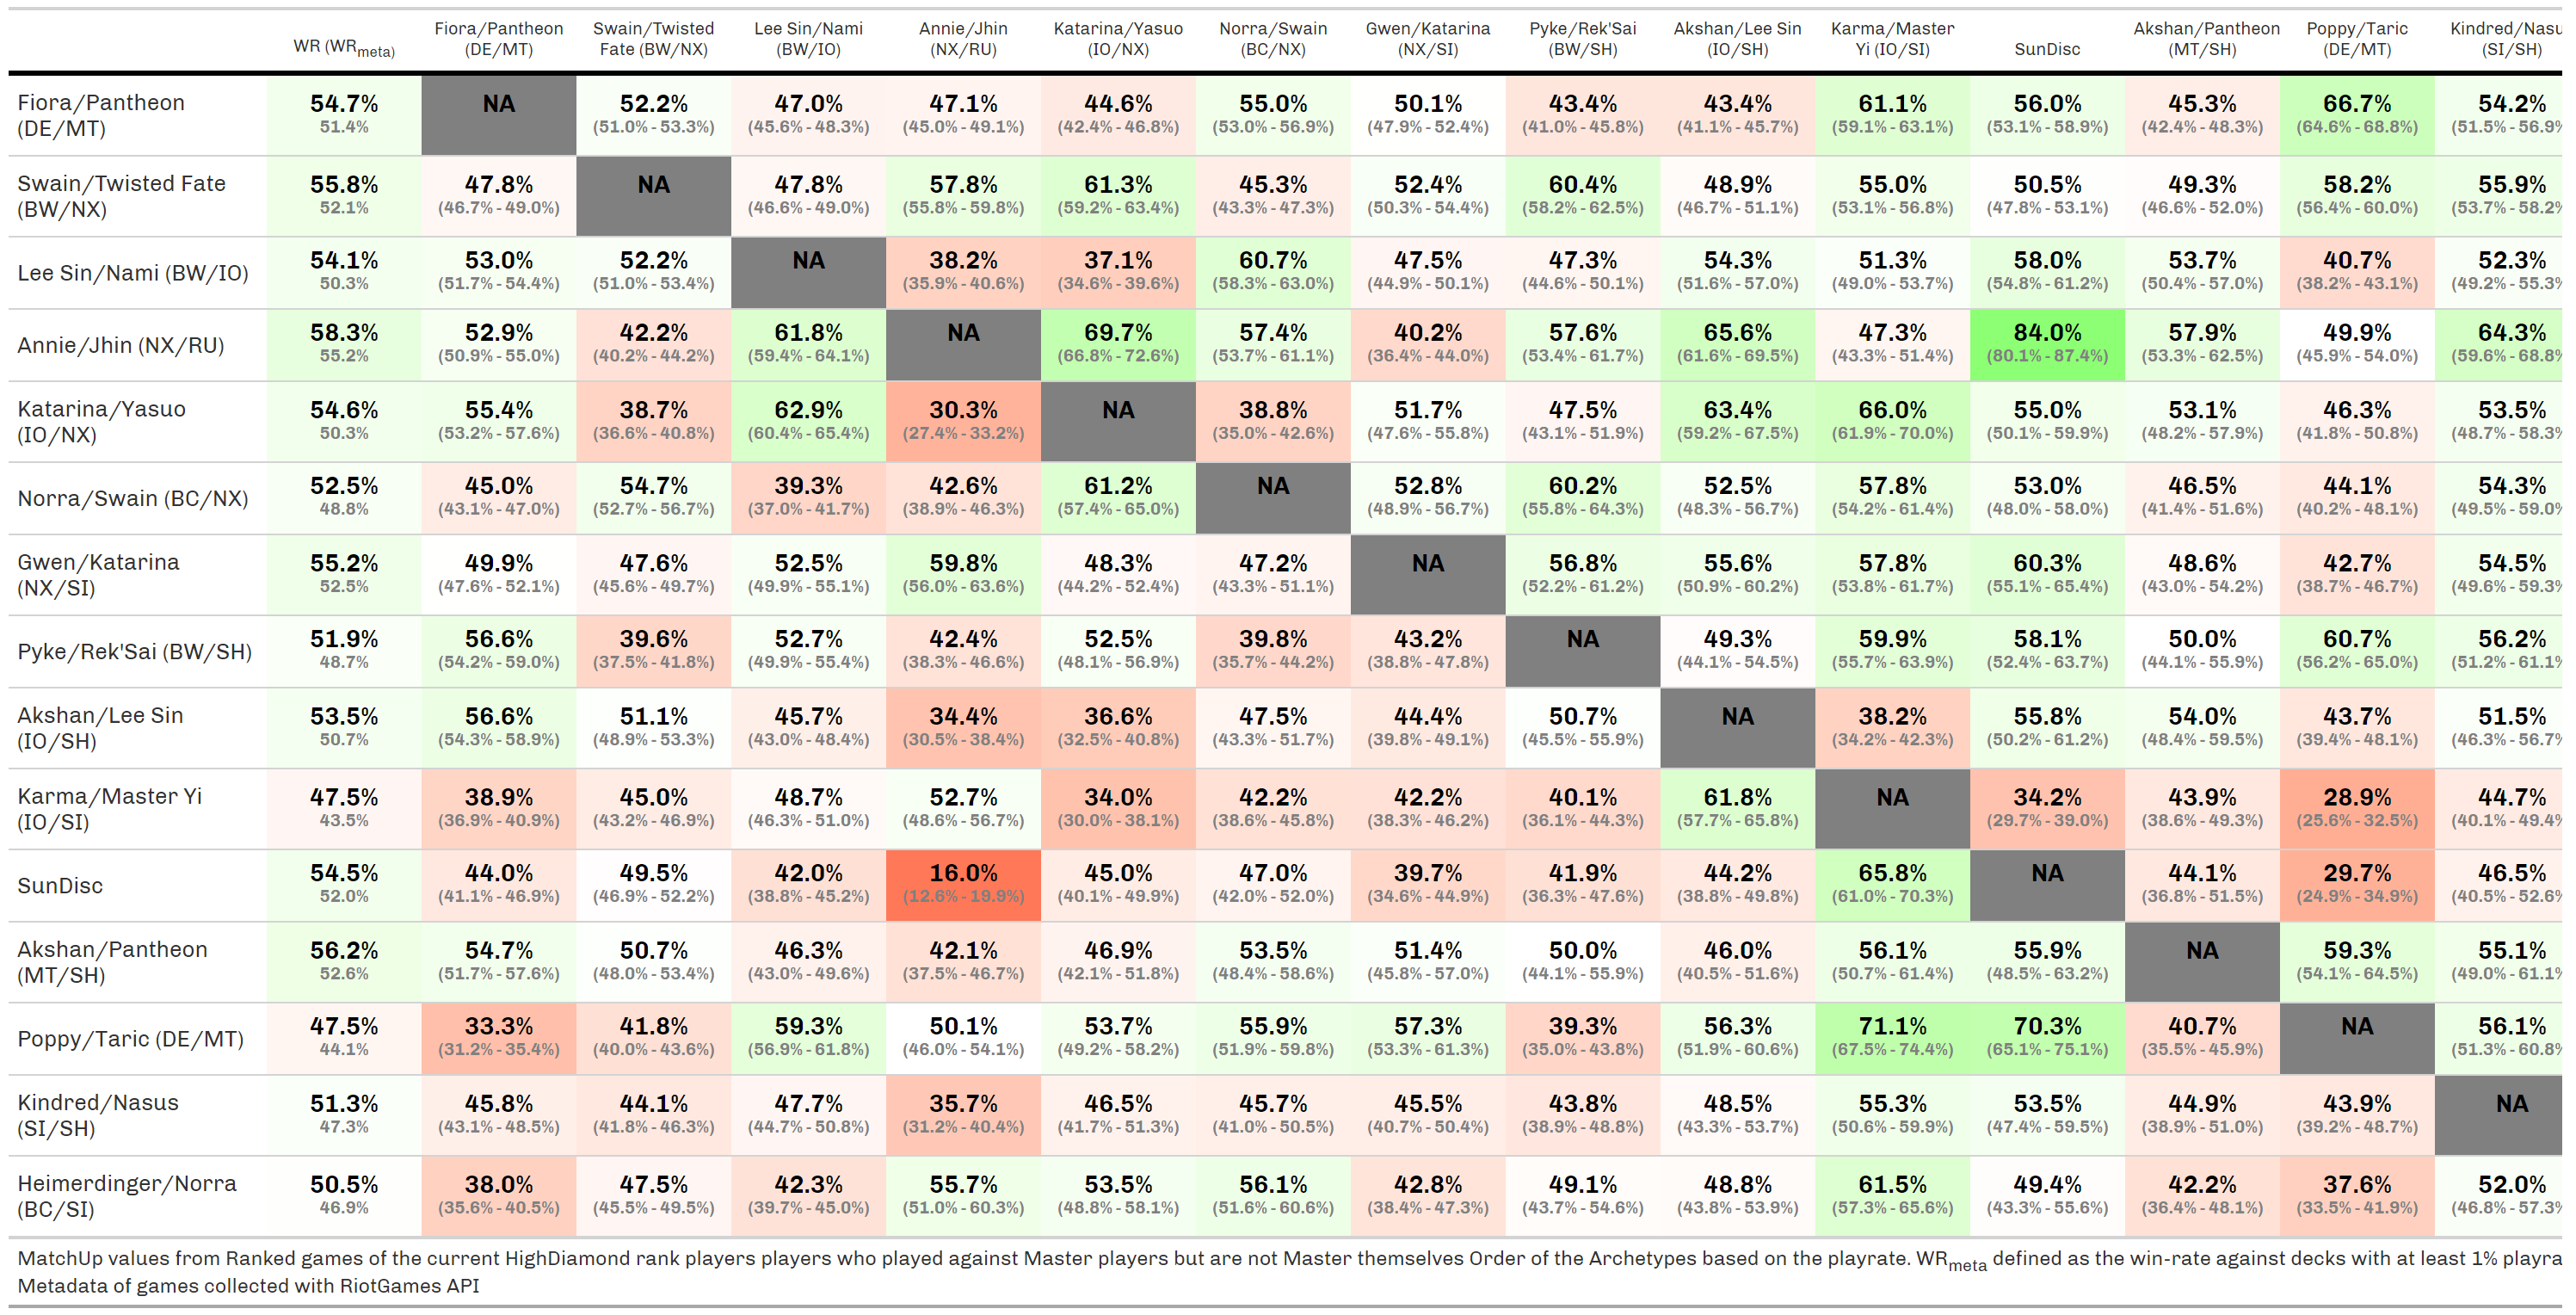 WR (WRmeta) Fiora/Pantheon (DE/MT) Swain/Twisted Fate (BW/NX) Lee Sin/Nami (BW/IO) Annie/Jhin (NX/RU) Katarina/Yasuo (IO/NX) Norra/Swain (BC/NX) Gwen/Katarina (NX/SI) Pyke/Rek'Sai (BW/SH) Akshan/Lee Sin (IO/SH) Karma/Master Yi (IO/SI) SunDisc Akshan/Pantheon (MT/SH) Poppy/Taric (DE/MT) Kindred/Nasu (SI/SH)
Fiora/Pantheon (DE/MT) 54.7% NA 52.2% 47.0% 47.1% 44.6% 55.0% 50.1% 43.4% 43.4% 61.1% 56.0% 45.3% 66.7% 54.2%
51.4% (51.0% - 53.3%) (45.6% - 48.3%) (45.0% - 49.1%) (42.4% - 46.8%) (53.0% - 56.9%) (47.9% - 52.4%) (41.0% - 45.8%) (41.1% - 45.7%) (59.1% - 63.1%) (53.1% - 58.9%) (42.4% - 48.3%) (64.6% - 68.8%) (51.5% - 56.9%
Swain/Twisted Fate (BW/NX) 55.8% 47.8% NA 47.8% 57.8% 61.3% 45.3% 52.4% 60.4% 48.9% 55.0% 50.5% 49.3% 58.2% 55.9%
52.1% (46.7% - 49.0%) (46.6% - 49.0%) (55.8% - 59.8%) (59.2% - 63.4%) (43.3% - 47.3%) (50.3% - 54.4%) (58.2% - 62.5%) (46.7% - 51.1%) (53.1% - 56.8%) (47.8% - 53.1%) (46.6% - 52.0%) (56.4% - 60.0%) (53.7% - 58.2%
Lee Sin/Nami (BW/IO) 54.1% 53.0% 52.2% NA 38.2% 37.1% 60.7% 47.5% 47.3% 54.3% 51.3% 58.0% 53.7% 40.7% 52.3%
50.3% (51.7% - 54.4%) (51.0% - 53.4%) (35.9% - 40.6%) (34.6% - 39.6%) (58.3% - 63.0%) (44.9% - 50.1%) (44.6% - 50.1%) (51.6% - 57.0%) (49.0% - 53.7%) (54.8% - 61.2%) (50.4% - 57.0%) (38.2% - 43.1%) (49.2% - 55.3%
Annie/Jhin (NX/RU) 58.3% 52.9% 42.2% 61.8% NA 69.7% 57.4% 40.2% 57.6% 65.6% 47.3% 84.0% 57.9% 49.9% 64.3%
55.2% (50.9% - 55.0%) (40.2% - 44.2%) (59.4% - 64.1%) (66.8% - 72.6%) (53.7% - 61.1%) (36.4% - 44.0%) (53.4% - 61.7%) (61.6% - 69.5%) (43.3% - 51.4%) (80.1% - 87.4%) (53.3% - 62.5%) (45.9% - 54.0%) (59.6% - 68.8%
Katarina/Yasuo (IO/NX) 54.6% 55.4% 38.7% 62.9% 30.3% NA 38.8% 51.7% 47.5% 63.4% 66.0% 55.0% 53.1% 46.3% 53.5%
50.3% (53.2% - 57.6%) (36.6% - 40.8%) (60.4% - 65.4%) (27.4% - 33.2%) (35.0% - 42.6%) (47.6% - 55.8%) (43.1% - 51.9%) (59.2% - 67.5%) (61.9% - 70.0%) (50.1% - 59.9%) (48.2% - 57.9%) (41.8% - 50.8%) (48.7% - 58.3%
Norra/Swain (BC/NX) 52.5% 45.0% 54.7% 39.3% 42.6% 61.2% NA 52.8% 60.2% 52.5% 57.8% 53.0% 46.5% 44.1% 54.3%
48.8% (43.1% - 47.0%) (52.7% - 56.7%) (37.0% - 41.7%) (38.9% - 46.3%) (57.4% - 65.0%) (48.9% - 56.7%) (55.8% - 64.3%) (48.3% - 56.7%) (54.2% - 61.4%) (48.0% - 58.0%) (41.4% - 51.6%) (40.2% - 48.1%) (49.5% - 59.0%
Gwen/Katarina (NX/SI) 55.2% 49.9% 47.6% 52.5% 59.8% 48.3% 47.2% NA 56.8% 55.6% 57.8% 60.3% 48.6% 42.7% 54.5%
52.5% (47.6% - 52.1%) (45.6% - 49.7%) (49.9% - 55.1%) (56.0% - 63.6%) (44.2% - 52.4%) (43.3% - 51.1%) (52.2% - 61.2%) (50.9% - 60.2%) (53.8% - 61.7%) (55.1% - 65.4%) (43.0% - 54.2%) (38.7% - 46.7%) (49.6% - 59.3%
Pyke/Rek'Sai (BW/SH) 51.9% 56.6% 39.6% 52.7% 42.4% 52.5% 39.8% 43.2% NA 49.3% 59.9% 58.1% 50.0% 60.7% 56.2%
48.7% (54.2% - 59.0%) (37.5% - 41.8%) (49.9% - 55.4%) (38.3% - 46.6%) (48.1% - 56.9%) (35.7% - 44.2%) (38.8% - 47.8%) (44.1% - 54.5%) (55.7% - 63.9%) (52.4% - 63.7%) (44.1% - 55.9%) (56.2% - 65.0%) (51.2% - 61.1%
Akshan/Lee Sin (IO/SH) 53.5% 56.6% 51.1% 45.7% 34.4% 36.6% 47.5% 44.4% 50.7% NA 38.2% 55.8% 54.0% 43.7% 51.5%
50.7% (54.3% - 58.9%) (48.9% - 53.3%) (43.0% - 48.4%) (30.5% - 38.4%) (32.5% - 40.8%) (43.3% - 51.7%) (39.8% - 49.1%) (45.5% - 55.9%) (34.2% - 42.3%) (50.2% - 61.2%) (48.4% - 59.5%) (39.4% - 48.1%) (46.3% - 56.7%
Karma/Master Yi (IO/SI) 47.5% 38.9% 45.0% 48.7% 52.7% 34.0% 42.2% 42.2% 40.1% 61.8% NA 34.2% 43.9% 28.9% 44.7%
43.5% (36.9% - 40.9%) (43.2% - 46.9%) (46.3% - 51.0%) (48.6% - 56.7%) (30.0% - 38.1%) (38.6% - 45.8%) (38.3% - 46.2%) (36.1% - 44.3%) (57.7% - 65.8%) (29.7% - 39.0%) (38.6% - 49.3%) (25.6% - 32.5%) (40.1% - 49.4%
SunDisc 54.5% 44.0% 49.5% 42.0% 16.0% 45.0% 47.0% 39.7% 41.9% 44.2% 65.8% NA 44.1% 29.7% 46.5%
52.0% (41.1% - 46.9%) (46.9% - 52.2%) (38.8% - 45.2%) (12.6% - 19.9%) (40.1% - 49.9%) (42.0% - 52.0%) (34.6% - 44.9%) (36.3% - 47.6%) (38.8% - 49.8%) (61.0% - 70.3%) (36.8% - 51.5%) (24.9% - 34.9%) (40.5% - 52.6%
Akshan/Pantheon (MT/SH) 56.2% 54.7% 50.7% 46.3% 42.1% 46.9% 53.5% 51.4% 50.0% 46.0% 56.1% 55.9% NA 59.3% 55.1%
52.6% (51.7% - 57.6%) (48.0% - 53.4%) (43.0% - 49.6%) (37.5% - 46.7%) (42.1% - 51.8%) (48.4% - 58.6%) (45.8% - 57.0%) (44.1% - 55.9%) (40.5% - 51.6%) (50.7% - 61.4%) (48.5% - 63.2%) (54.1% - 64.5%) (49.0% - 61.1%
Poppy/Taric (DE/MT) 47.5% 33.3% 41.8% 59.3% 50.1% 53.7% 55.9% 57.3% 39.3% 56.3% 71.1% 70.3% 40.7% NA 56.1%
44.1% (31.2% - 35.4%) (40.0% - 43.6%) (56.9% - 61.8%) (46.0% - 54.1%) (49.2% - 58.2%) (51.9% - 59.8%) (53.3% - 61.3%) (35.0% - 43.8%) (51.9% - 60.6%) (67.5% - 74.4%) (65.1% - 75.1%) (35.5% - 45.9%) (51.3% - 60.8%
Kindred/Nasus (SI/SH) 51.3% 45.8% 44.1% 47.7% 35.7% 46.5% 45.7% 45.5% 43.8% 48.5% 55.3% 53.5% 44.9% 43.9% NA
47.3% (43.1% - 48.5%) (41.8% - 46.3%) (44.7% - 50.8%) (31.2% - 40.4%) (41.7% - 51.3%) (41.0% - 50.5%) (40.7% - 50.4%) (38.9% - 48.8%) (43.3% - 53.7%) (50.6% - 59.9%) (47.4% - 59.5%) (38.9% - 51.0%) (39.2% - 48.7%)
Heimerdinger/Norra (BC/SI) 50.5% 38.0% 47.5% 42.3% 55.7% 53.5% 56.1% 42.8% 49.1% 48.8% 61.5% 49.4% 42.2% 37.6% 52.0%
46.9% (35.6% - 40.5%) (45.5% - 49.5%) (39.7% - 45.0%) (51.0% - 60.3%) (48.8% - 58.1%) (51.6% - 60.6%) (38.4% - 47.3%) (43.7% - 54.6%) (43.8% - 53.9%) (57.3% - 65.6%) (43.3% - 55.6%) (36.4% - 48.1%) (33.5% - 41.9%) (46.8% - 57.3%
MatchUp values from Ranked games of the current HighDiamond rank players players who played against Master players but are not Master themselves Order of the Archetypes based on the playrate. WRmeta defined as the win-rate against decks with at least 1% playra
Metadata of games collected with RiotGames API